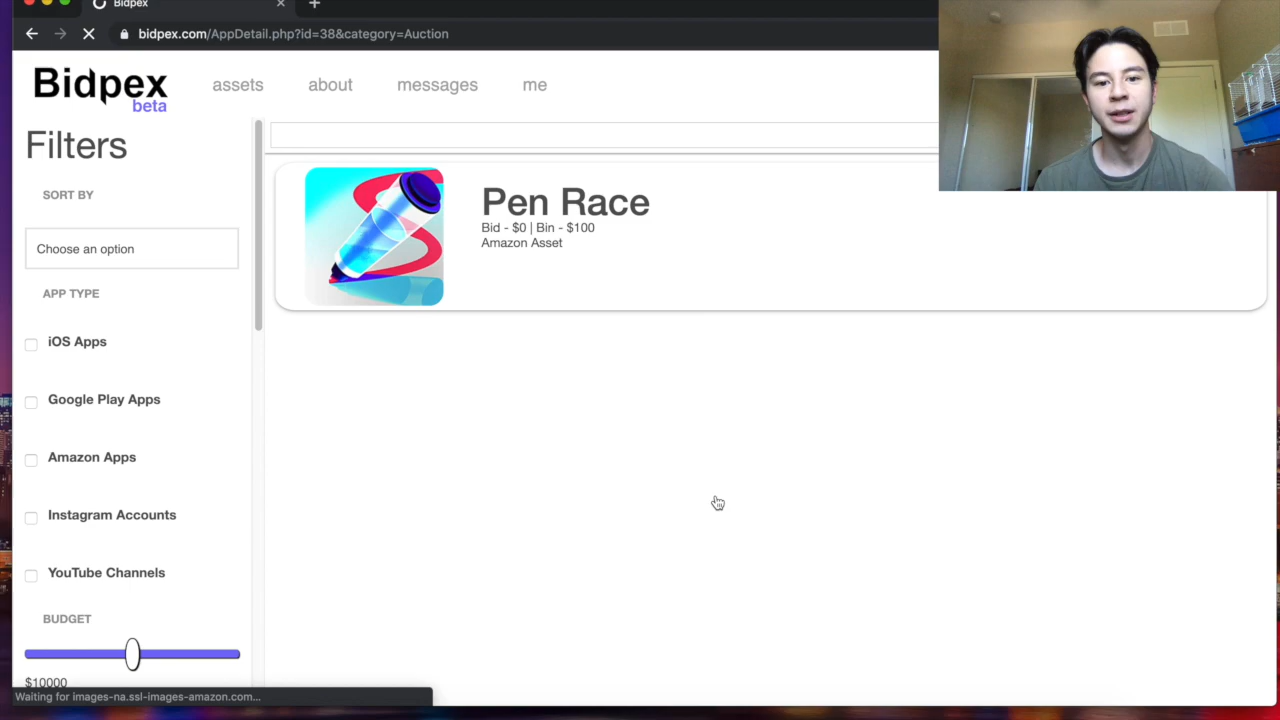 Bidpex
bidpex.com/AppDetail.php?id=38&category=Auction
Bidpex
beta
assets about messages me
Filters
SORT BY
Choose an option
APP TYPE
iOS Apps
Google Play Apps
Amazon Apps
Instagram Accounts
YouTube Channels
BUDGET
$10000
Pen Race
Bid - $0 | Bin - $100
Amazon Asset
Waiting for images-na.ssl-images-amazon.com...